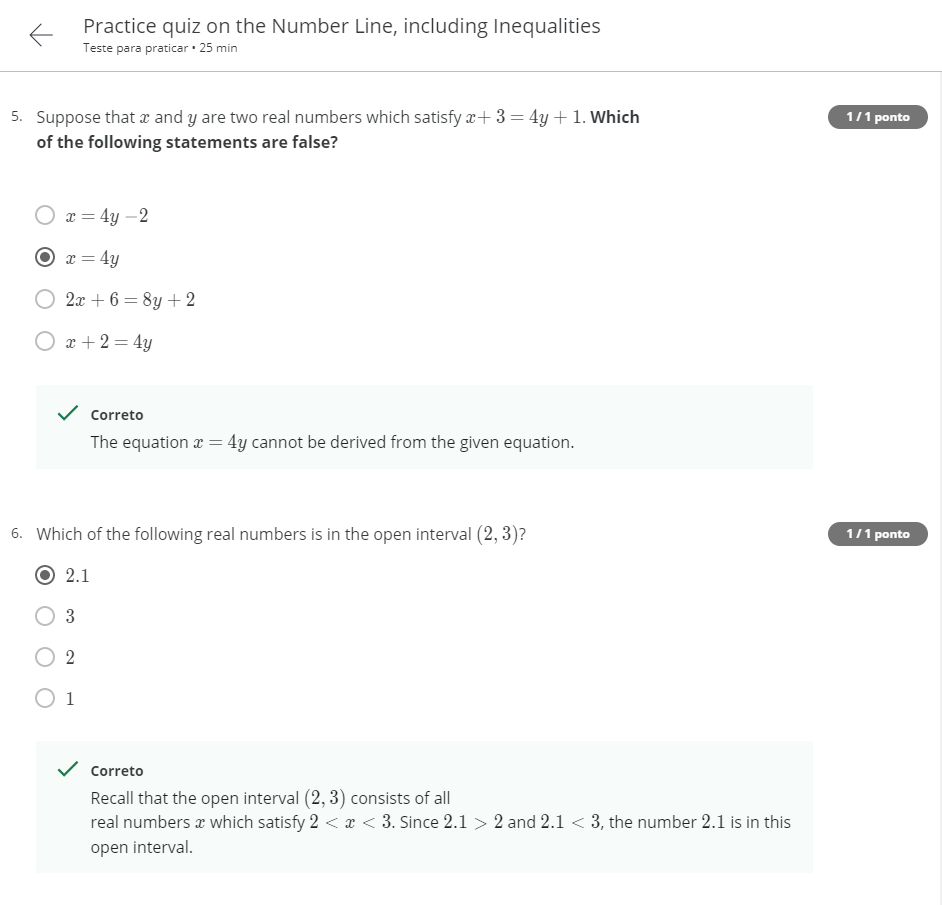 Practice quiz on the Number Line, including Inequalities
Teste para praticar • 25 min
5. Suppose that x and y are two real numbers which satisfy x+ 3 = 4y + 1. Which
of the following statements are false?
1 / 1 ponto
x = 4y −2
x = 4y
2x + 6 = 8y + 2
x + 2 = 4y
Correto
The equation x = 4y cannot be derived from the given equation.
6. Which of the following real numbers is in the open interval (2, 3)?
1 / 1 ponto
2.1
3
2
1
Correto
Recall that the open interval (2, 3) consists of all
real numbers x which satisfy 2 < x < 3. Since 2.1 > 2 and 2.1 < 3, the number 2.1 is in this
open interval.